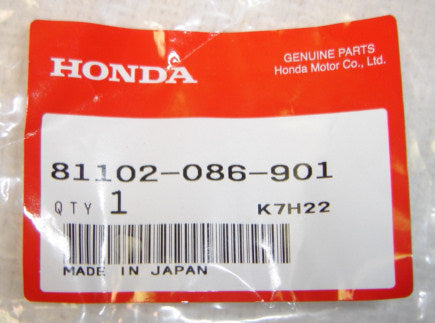 HONDA
GENUINE PARTS
Honda Motor Co., Ltd.
81102-086-901
QTY 1 K7H22
MADE IN JAPAN